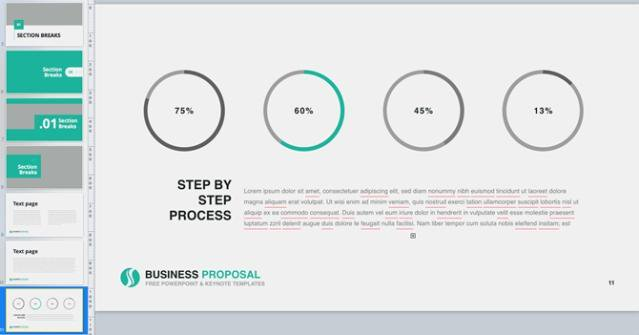 SECTION BREAKS
Section
Breaks
.01 Section
Breaks
Section
Breaks
Text page
Text page
75%
60%
45%
13%
STEP BY
STEP
PROCESS
Lorem ipsum dolor sit amet, consectetuer adipiscing elit, sed diam nonummy nibh euismod tincidunt ut laoreet dolore
magna aliquam erat volutpat. Ut wisi enim ad minim veniam, quis nostrud exerci tation ullamcorper suscipit lobortis nisl ut
aliquip ex ea commodo consequat. Duis autem vel eum iriure dolor in hendrerit in vulputate velit esse molestie praesent
luptatum zzril delenit augue duis dolore te feugait nulla facilisi. Nam liber tempor cum soluta nobis eleifend insitam; est
BUSINESS PROPOSAL
FREE POWERPOINT & KEYNOTE TEMPLATES
11